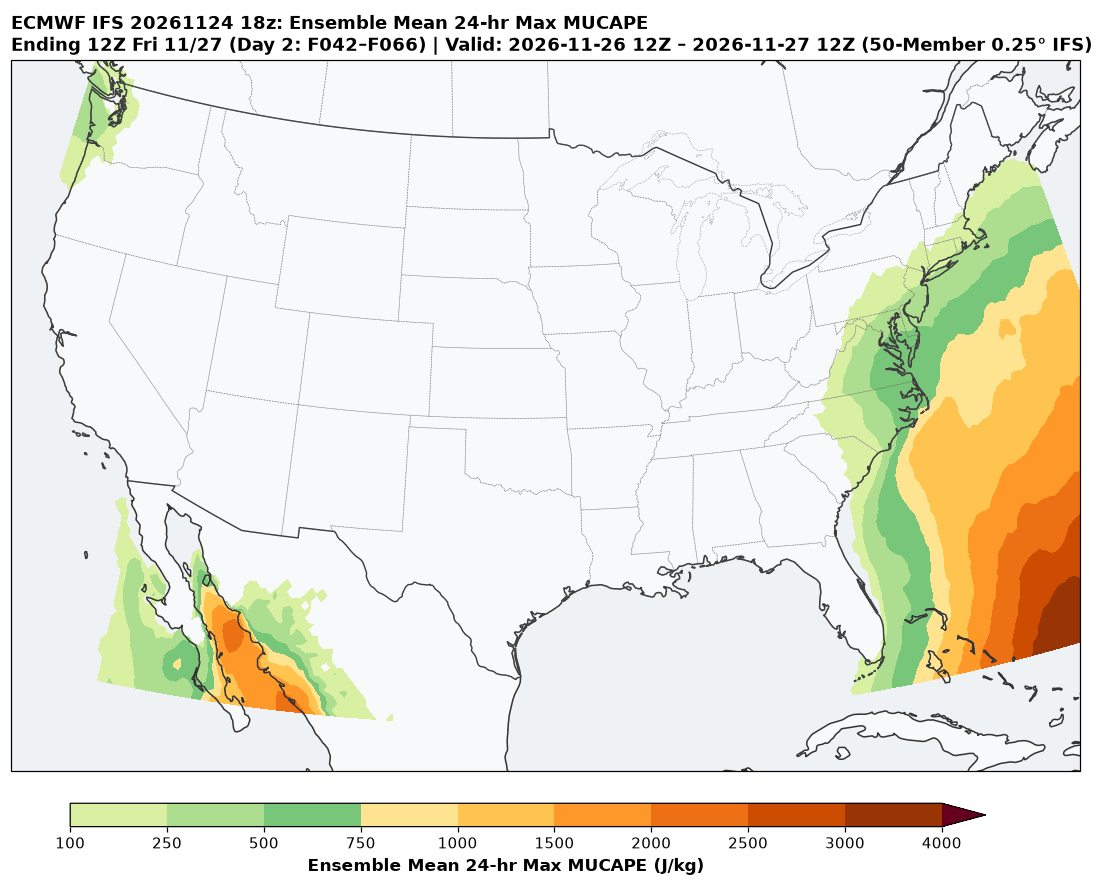 ECMWF IFS 20261124 18z: Ensemble Mean 24-hr Max MUCAPE
Ending 12Z Fri 11/27 (Day 2: F042–F066) | Valid: 2026-11-26 12Z – 2026-11-27 12Z (50-Member 0.25° IFS)
100 250 500 750 1000 1500 2000 2500 3000 4000
Ensemble Mean 24-hr Max MUCAPE (J/kg)